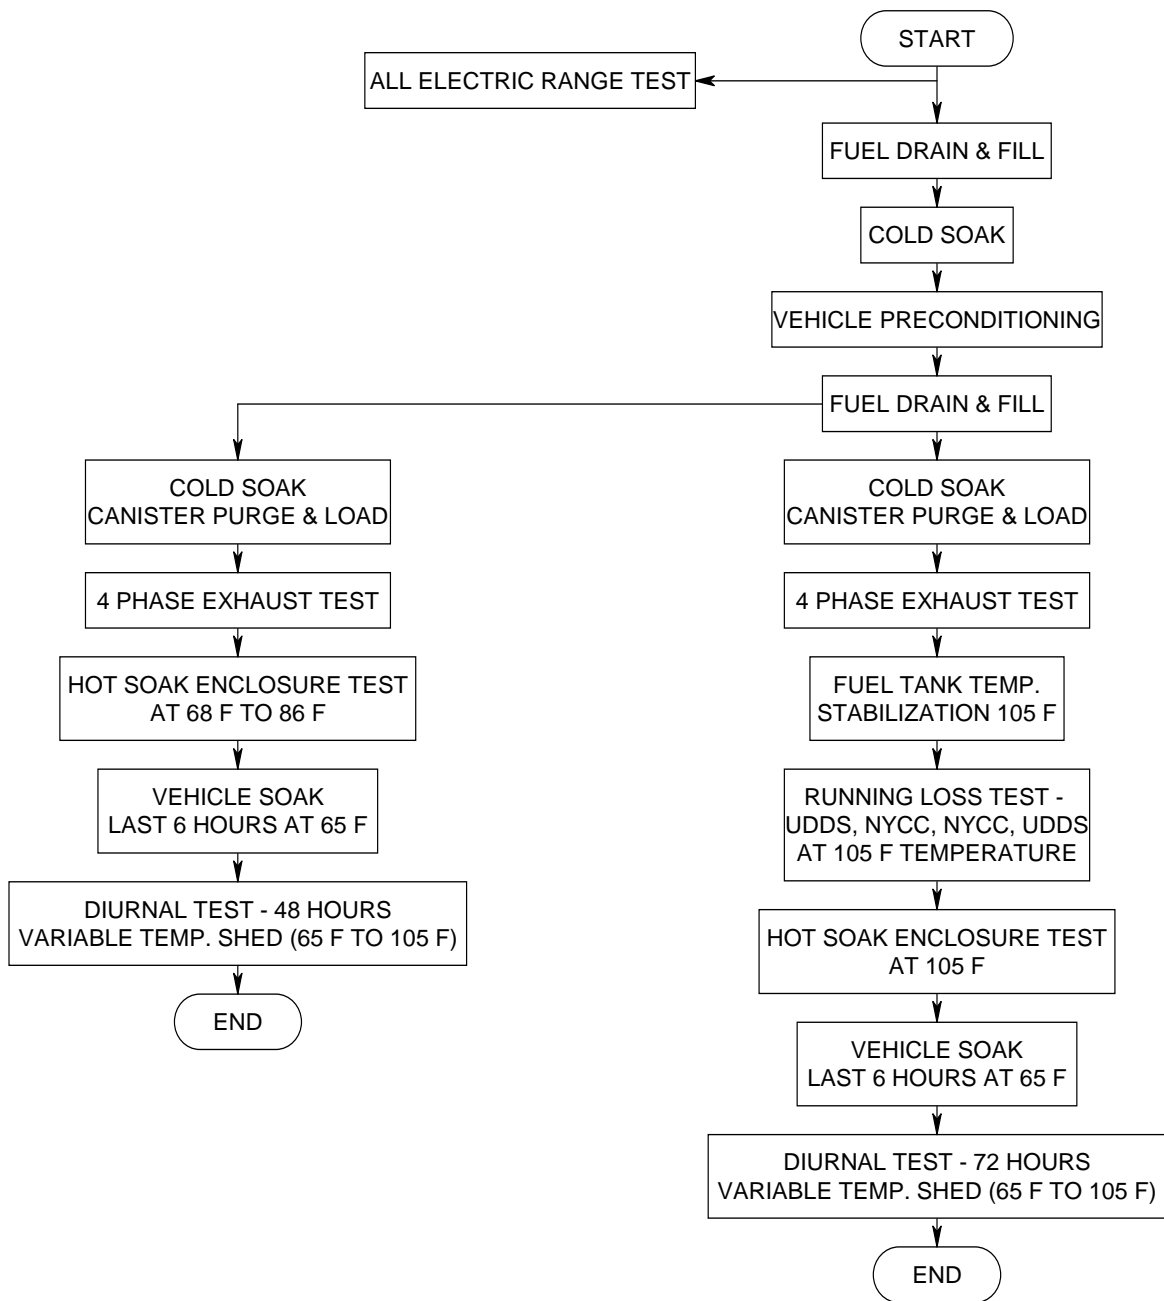 START
ALL ELECTRIC RANGE TEST
FUEL DRAIN & FILL
COLD SOAK
VEHICLE PRECONDITIONING
FUEL DRAIN & FILL
COLD SOAK
CANISTER PURGE & LOAD
4 PHASE EXHAUST TEST
HOT SOAK ENCLOSURE TEST
AT 68 F TO 86 F
VEHICLE SOAK
LAST 6 HOURS AT 65 F
DIURNAL TEST - 48 HOURS
VARIABLE TEMP. SHED (65 F TO 105 F)
END
COLD SOAK
CANISTER PURGE & LOAD
4 PHASE EXHAUST TEST
FUEL TANK TEMP.
STABILIZATION 105 F
RUNNING LOSS TEST -
UDDS, NYCC, NYCC, UDDS
AT 105 F TEMPERATURE
HOT SOAK ENCLOSURE TEST
AT 105 F
VEHICLE SOAK
LAST 6 HOURS AT 65 F
DIURNAL TEST - 72 HOURS
VARIABLE TEMP. SHED (65 F TO 105 F)
END